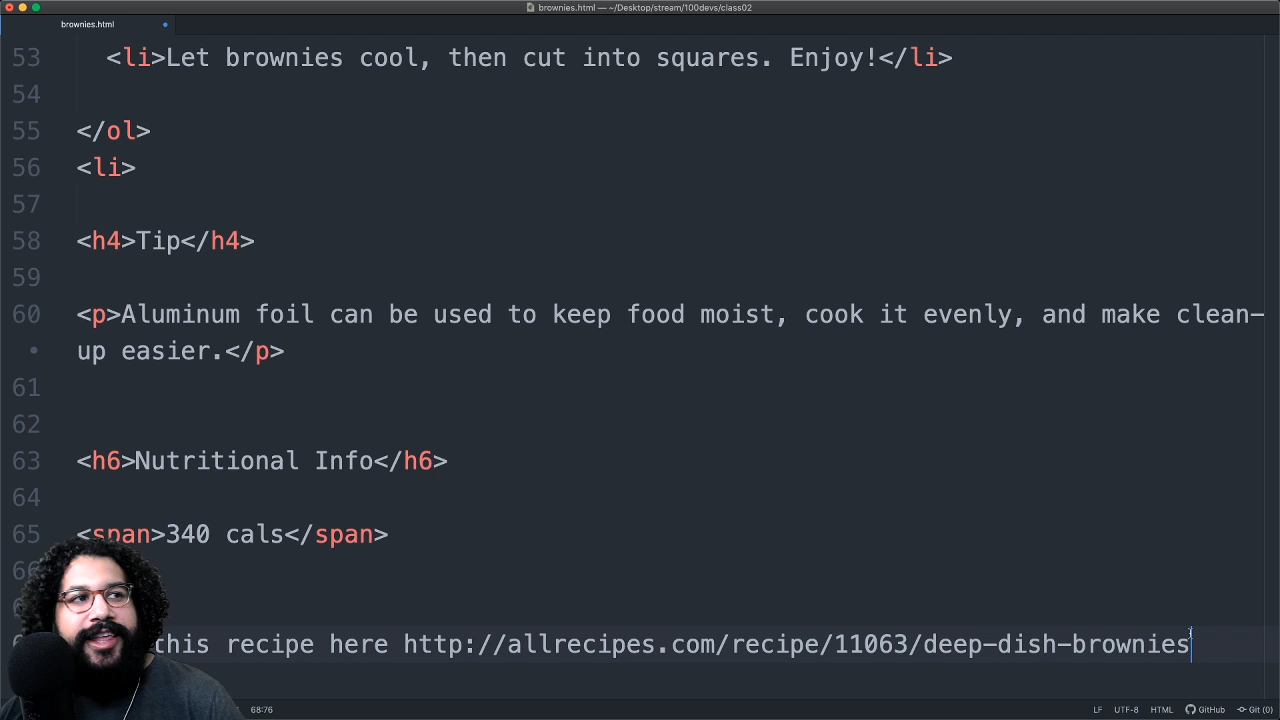 brownies.html — ~/Desktop/stream/100devs/class02
brownies.html
53 <li>Let brownies cool, then cut into squares. Enjoy!</li>
54
55 </ol>
56 <li>
57
58 <h4>Tip</h4>
59
60 <p>Aluminum foil can be used to keep food moist, cook it evenly, and make clean-
• up easier.</p>
61
62
63 <h6>Nutritional Info</h6>
64
65 <span>340 cals</span>
this recipe here http://allrecipes.com/recipe/11063/deep-dish-brownies
68:76 LF UTF-8 HTML GitHub Git (0)